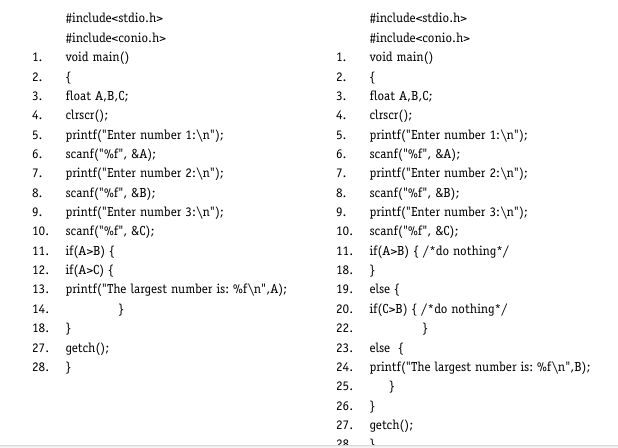 #include<stdio.h>
#include<conio.h>
1. void main()
2. {
3. float A,B,C;
4. clrscr();
5. printf("Enter number 1:\n");
6. scanf("%f", &A);
7. printf("Enter number 2:\n");
8. scanf("%f", &B);
9. printf("Enter number 3:\n");
10. scanf("%f", &C);
11. if(A>B) {
12. if(A>C) {
13. printf("The largest number is: %f\n",A);
14. }
18. }
27. getch();
28. }
#include<stdio.h>
#include<conio.h>
1. void main()
2. {
3. float A,B,C;
4. clrscr();
5. printf("Enter number 1:\n");
6. scanf("%f", &A);
7. printf("Enter number 2:\n");
8. scanf("%f", &B);
9. printf("Enter number 3:\n");
10. scanf("%f", &C);
11. if(A>B) { /*do nothing*/
18. }
19. else {
20. if(C>B) { /*do nothing*/
22. }
23. else {
24. printf("The largest number is: %f\n",B);
25. }
26. }
27. getch();
28. }